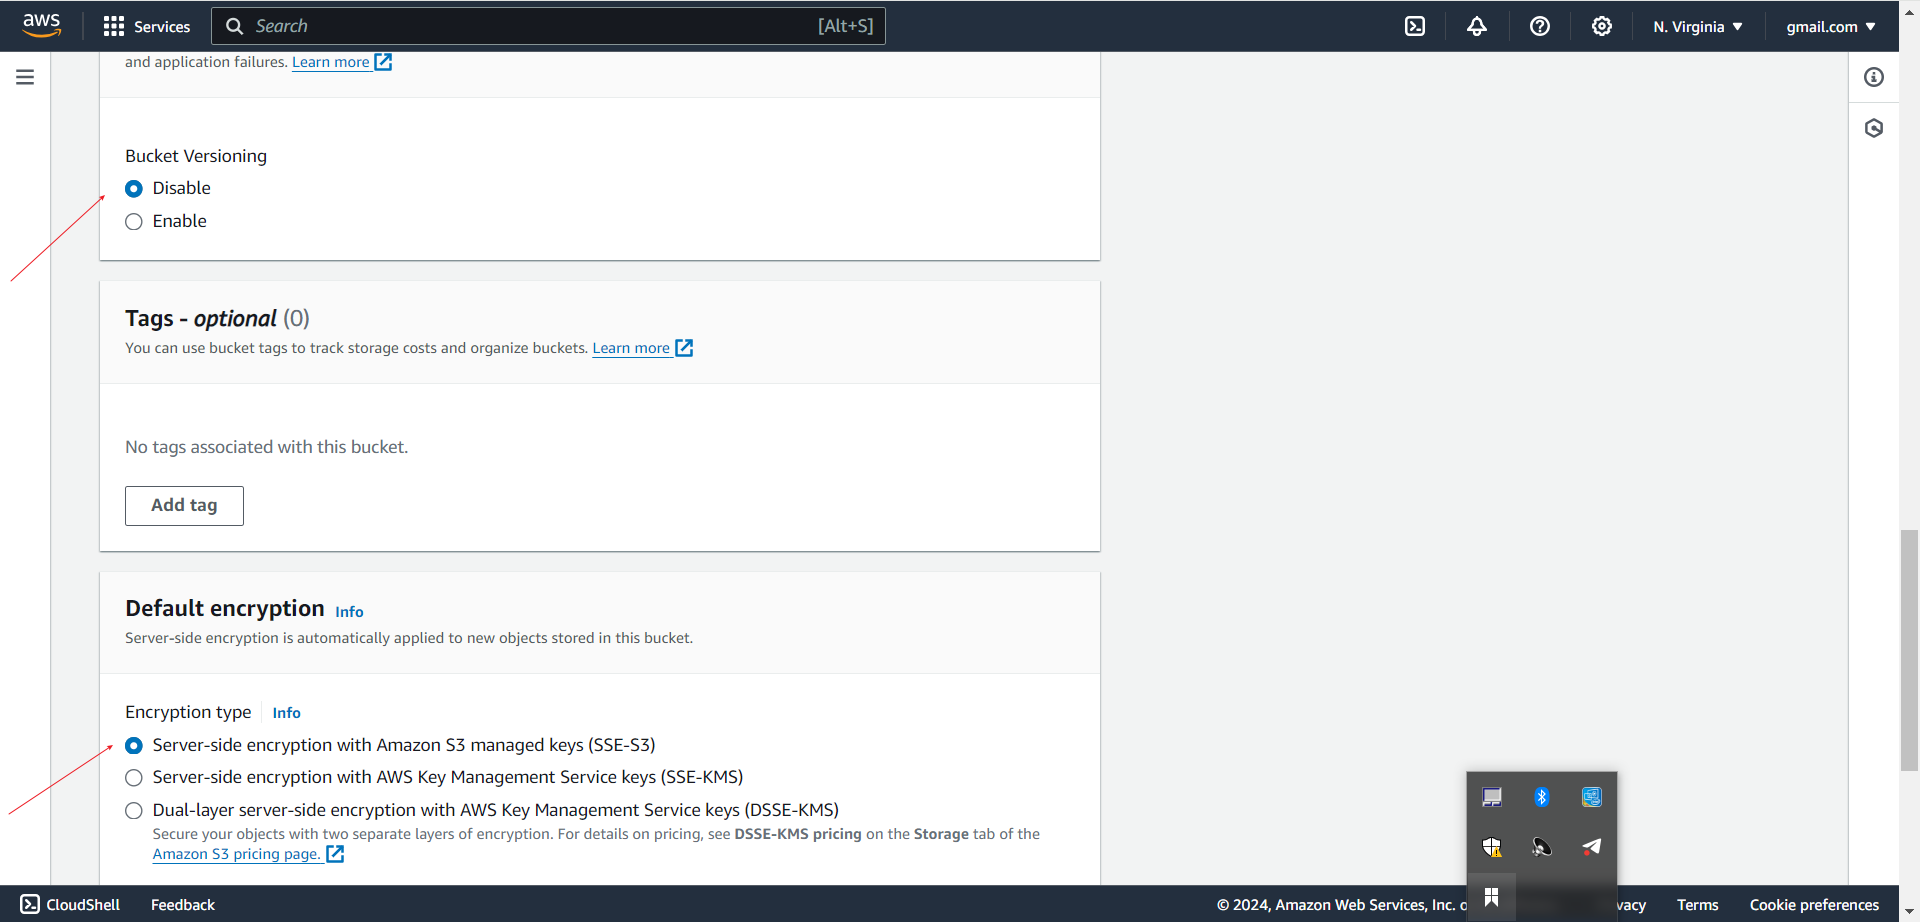 aws
Services
Search
[Alt+S]
N. Virginia
gmail.com
and application failures. Learn more
Bucket Versioning
Disable
Enable
Tags - optional (0)
You can use bucket tags to track storage costs and organize buckets. Learn more
No tags associated with this bucket.
Add tag
Default encryption Info
Server-side encryption is automatically applied to new objects stored in this bucket.
Encryption type Info
Server-side encryption with Amazon S3 managed keys (SSE-S3)
Server-side encryption with AWS Key Management Service keys (SSE-KMS)
Dual-layer server-side encryption with AWS Key Management Service keys (DSSE-KMS)
Secure your objects with two separate layers of encryption. For details on pricing, see DSSE-KMS pricing on the Storage tab of the
Amazon S3 pricing page.
CloudShell
Feedback
© 2024, Amazon Web Services, Inc. o
vacy
Terms
Cookie preferences